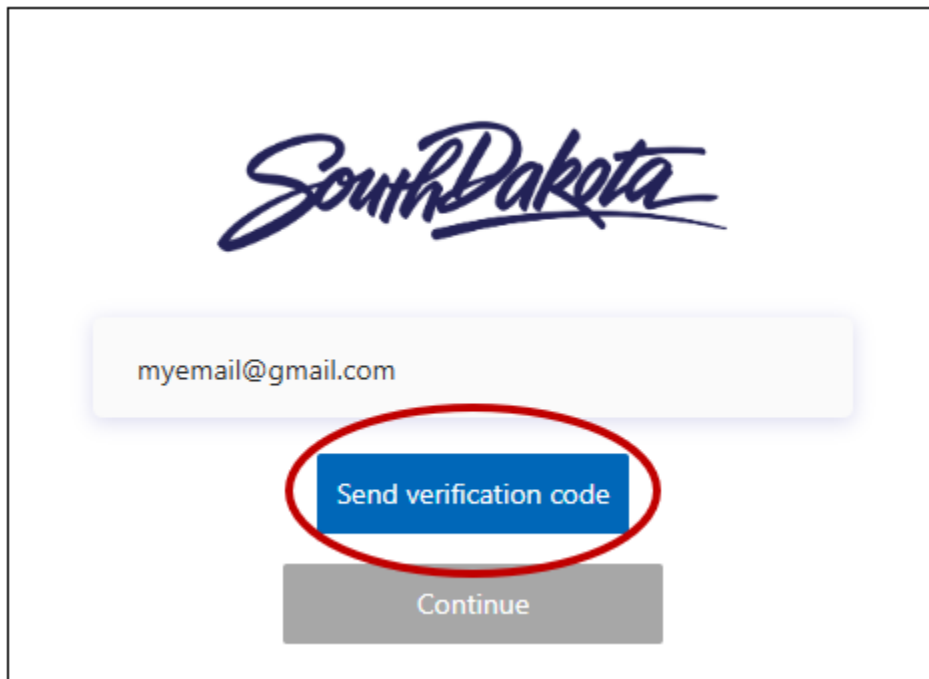 South Dakota
myemail@gmail.com
Send verification code
Continue